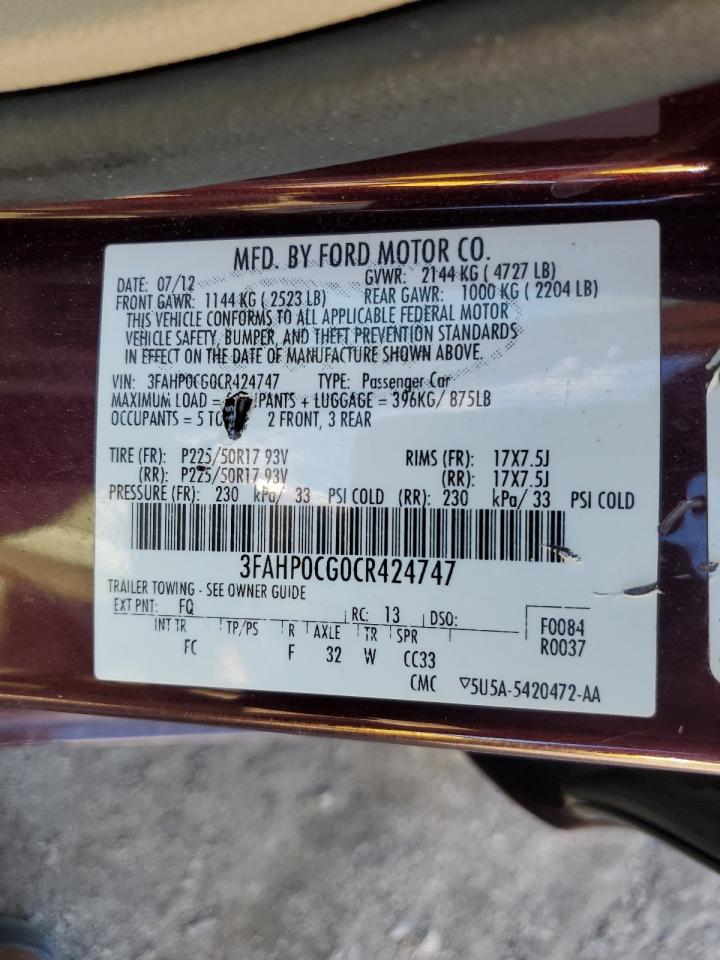 MFD. BY FORD MOTOR CO.
DATE: 07/12 GVWR: 2144 KG ( 4727 LB)
FRONT GAWR: 1144 KG ( 2523 LB) REAR GAWR: 1000 KG ( 2204 LB)
THIS VEHICLE CONFORMS TO ALL APPLICABLE FEDERAL MOTOR
VEHICLE SAFETY, BUMPER, AND THEFT PREVENTION STANDARDS
IN EFFECT ON THE DATE OF MANUFACTURE SHOWN ABOVE.
VIN: 3FAHP0CG0CR424747 TYPE: Passenger Car
MAXIMUM LOAD = + LUGGAGE = 396KG/ 875LB
OCCUPANTS = 5 2 FRONT, 3 REAR
TIRE (FR): P225/50R17 93V RIMS (FR): 17X7.5J
(RR): P225/50R17 93V (RR): 17X7.5J
PRESSURE (FR): 230 kPa/ 33 PSI COLD (RR): 230 kPa/ 33 PSI COLD
3FAHP0CG0CR424747
TRAILER TOWING - SEE OWNER GUIDE
EXT PNT: FQ RC: 13 DSO: F0084
INT TR TP/PS R AXLE TR SPR R0037
FC F 32 W CC33
CMC ▽5U5A-5420472-AA